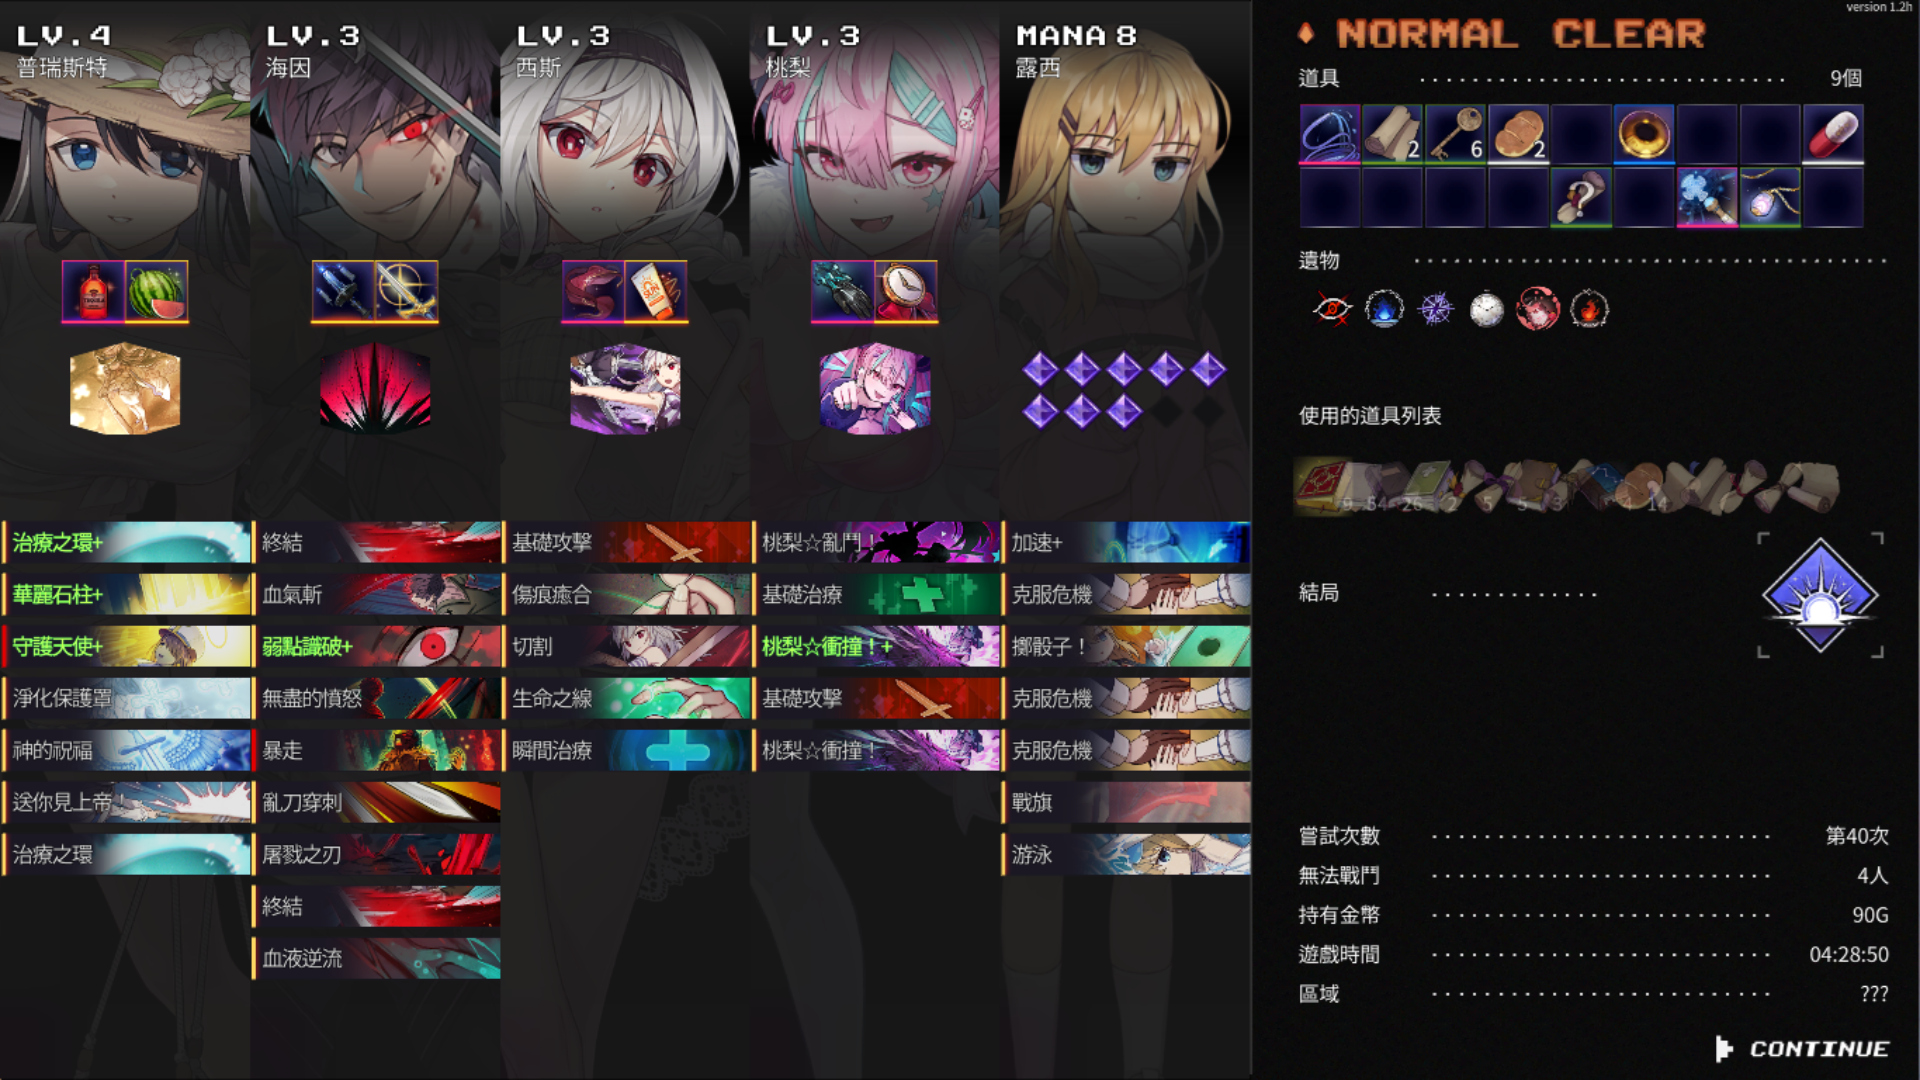 version 1.2h
LV.4
普瑞斯特
LV.3
海因
LV.3
西斯
LV.3
桃梨
MANA 8
露西
治療之環+
華麗石柱+
守護天使+
淨化保護罩
神的祝福
送你見上帝！
治療之環
終結
血氣斬
弱點識破+
無盡的憤怒
暴走
亂刀穿刺
屠戮之刃
終結
血液逆流
基礎攻擊
傷痕癒合
切割
生命之線
瞬間治療
桃梨☆亂鬥！
基礎治療
桃梨☆衝撞！+
基礎攻擊
桃梨☆衝撞！
加速+
克服危機
擲骰子！
克服危機
克服危機
戰旗
游泳
NORMAL CLEAR
道具 9個
2 6 2
遺物
使用的道具列表
結局
嘗試次數 第40次
無法戰鬥 4人
持有金幣 90G
遊戲時間 04:28:50
區域 ???
CONTINUE